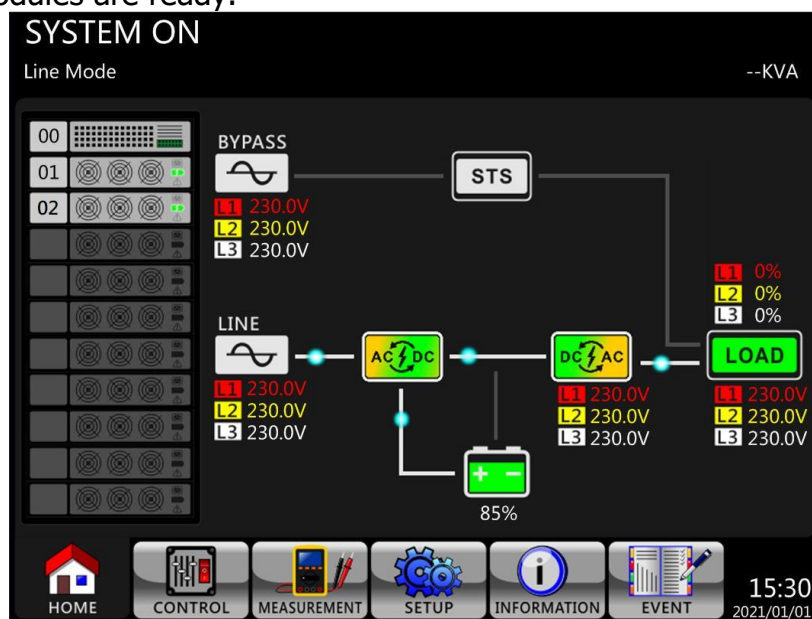 modules are ready.
SYSTEM ON
Line Mode
--KVA
00
01
02
BYPASS
STS
L1 230.0V
L2 230.0V
L3 230.0V
L1 0%
L2 0%
L3 0%
LINE
AC DC
DC AC
LOAD
L1 230.0V
L2 230.0V
L3 230.0V
L1 230.0V
L2 230.0V
L3 230.0V
L1 230.0V
L2 230.0V
L3 230.0V
+ -
85%
HOME
CONTROL
MEASUREMENT
SETUP
INFORMATION
EVENT
15:30
2021/01/01